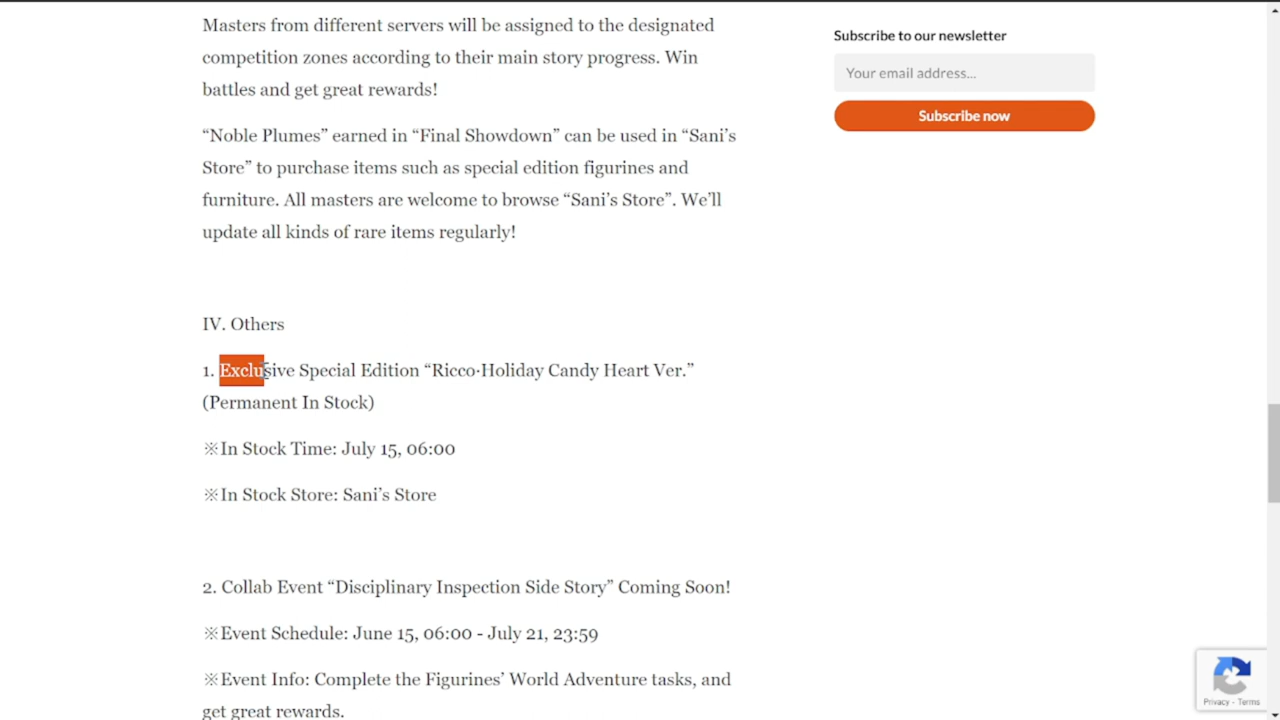 Masters from different servers will be assigned to the designated
competition zones according to their main story progress. Win
battles and get great rewards!
“Noble Plumes” earned in “Final Showdown” can be used in “Sani’s
Store” to purchase items such as special edition figurines and
furniture. All masters are welcome to browse “Sani’s Store”. We’ll
update all kinds of rare items regularly!
IV. Others
1. Exclusive Special Edition “Ricco·Holiday Candy Heart Ver.”
(Permanent In Stock)
※In Stock Time: July 15, 06:00
※In Stock Store: Sani’s Store
2. Collab Event “Disciplinary Inspection Side Story” Coming Soon!
※Event Schedule: June 15, 06:00 - July 21, 23:59
※Event Info: Complete the Figurines’ World Adventure tasks, and
get great rewards.
Subscribe to our newsletter
Your email address...
Subscribe now
Privacy - Terms